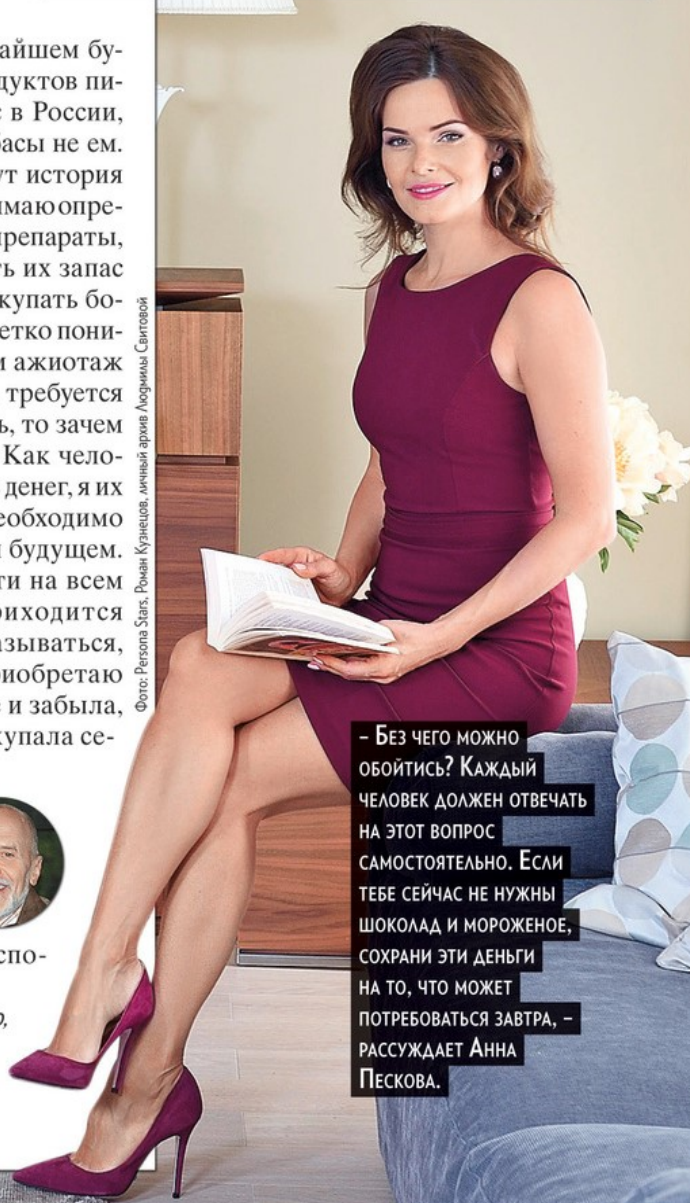 айшем бу-
дуктов пи-
с в России,
басы не ем.
ут история
имаю опре-
препараты,
ть их запас
купать бо-
етко пони-
м ажиотаж
требуется
ь, то зачем
Как чело-
денег, я их
еобходимо
будущем.
ти на всем
риходится
азываться,
риобретаю
е и забыла,
купала се-
спо-
Фото: Persona Stars, Роман Кузнецов, личный архив Людмилы Свитовой
– Без чего можно
обойтись? Каждый
человек должен отвечать
на этот вопрос
самостоятельно. Если
тебе сейчас не нужны
шоколад и мороженое,
сохрани эти деньги
на то, что может
потребоваться завтра, –
рассуждает Анна
Пескова.